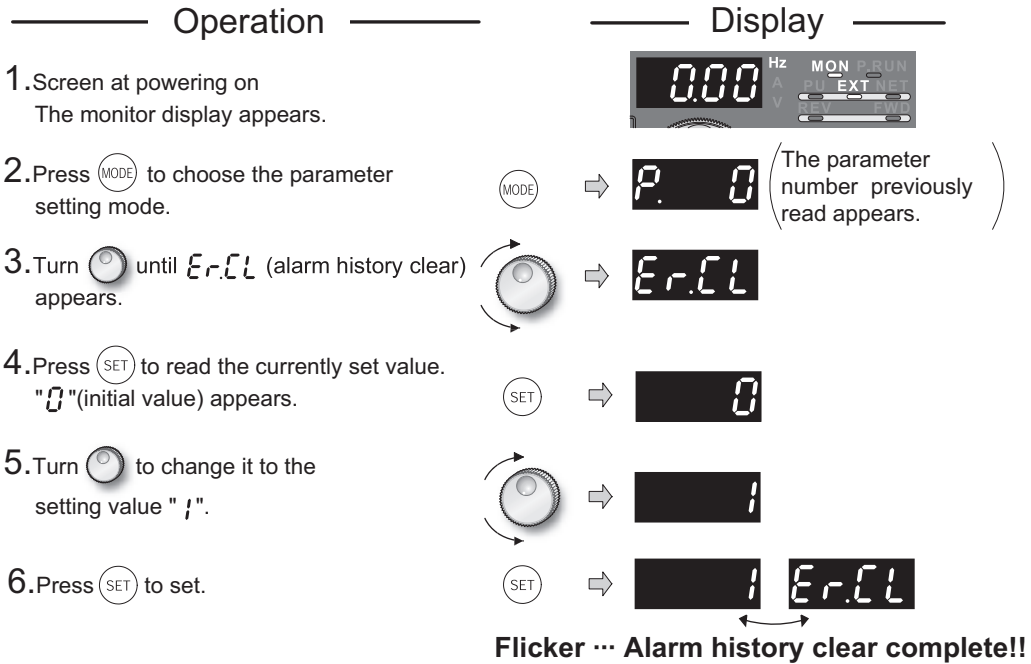 Operation
Display
1.Screen at powering on
The monitor display appears.
0.00
Hz
A
V
MON P.RUN
PU EXT NET
REV FWD
2.Press MODE to choose the parameter
setting mode.
MODE
P. 0
The parameter
number previously
read appears.
3.Turn until Er.CL (alarm history clear)
appears.
Er.CL
4.Press SET to read the currently set value.
"0"(initial value) appears.
SET
0
5.Turn to change it to the
setting value "1".
1
6.Press SET to set.
SET
1 Er.CL
Flicker ··· Alarm history clear complete!!